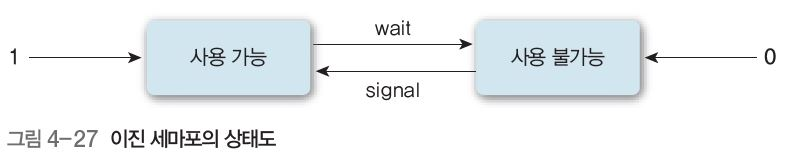 wait
1 사용 가능 사용 불가능 0
signal
그림 4-27 이진 세마포의 상태도